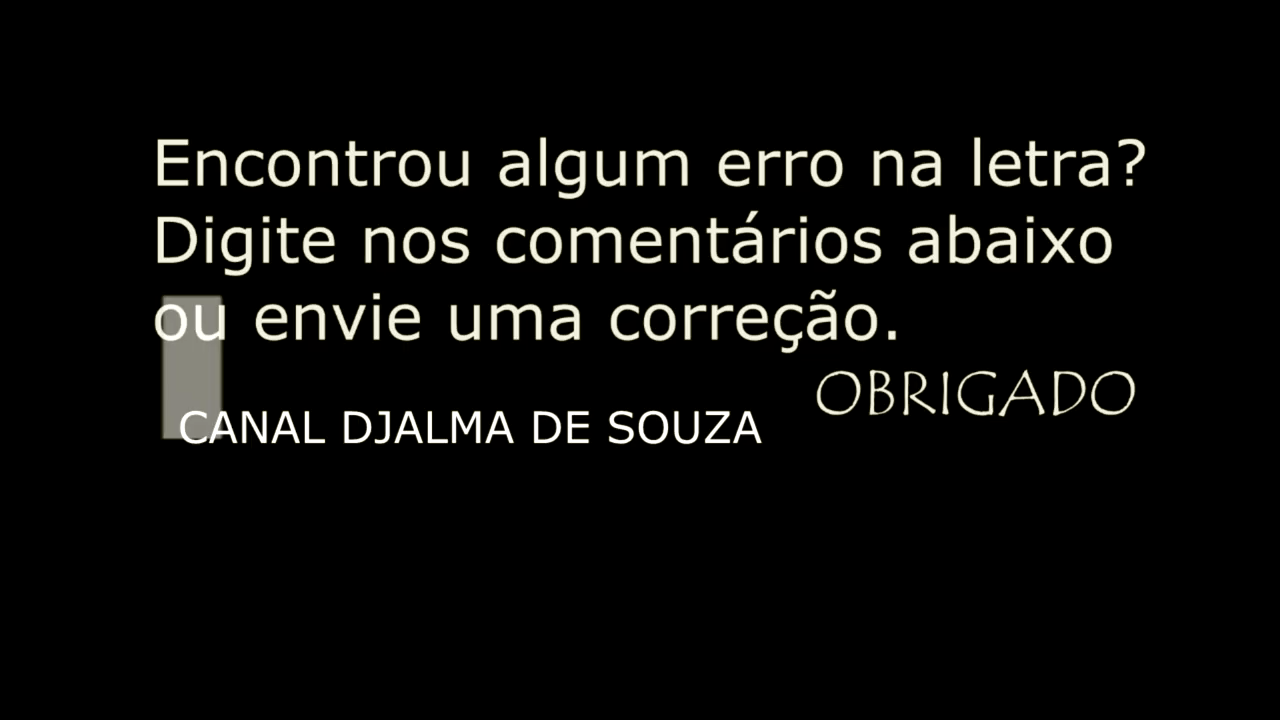 Encontrou algum erro na letra?
Digite nos comentários abaixo
ou envie uma correção.
OBRIGADO
CANAL DJALMA DE SOUZA